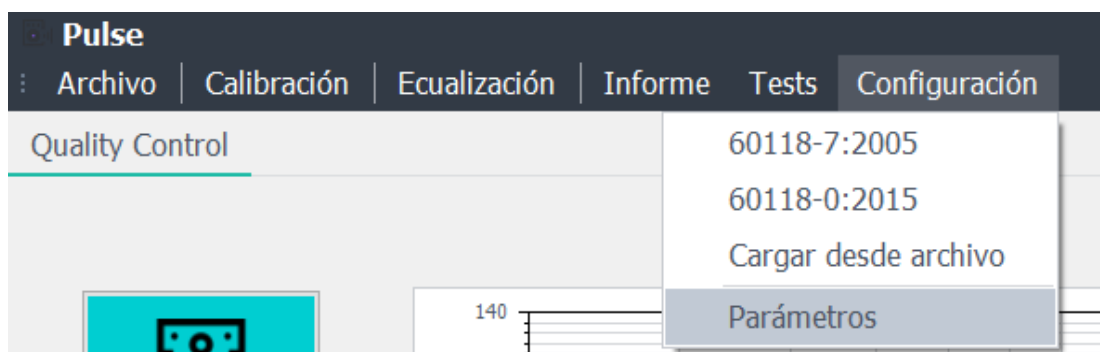 Pulse
Archivo Calibración Ecualización Informe Tests Configuración
Quality Control
60118-7:2005
60118-0:2015
Cargar desde archivo
Parámetros
140